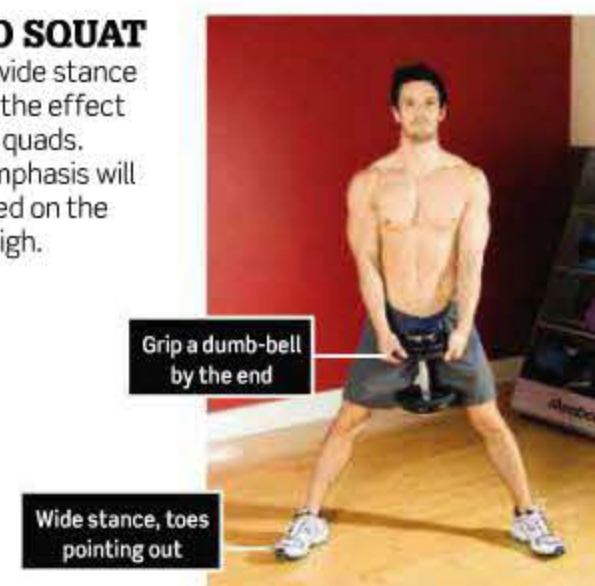 O SQUAT
wide stance
the effect
quads.
mphasis will
ed on the
igh.
Grip a dumb-bell
by the end
Wide stance, toes
pointing out